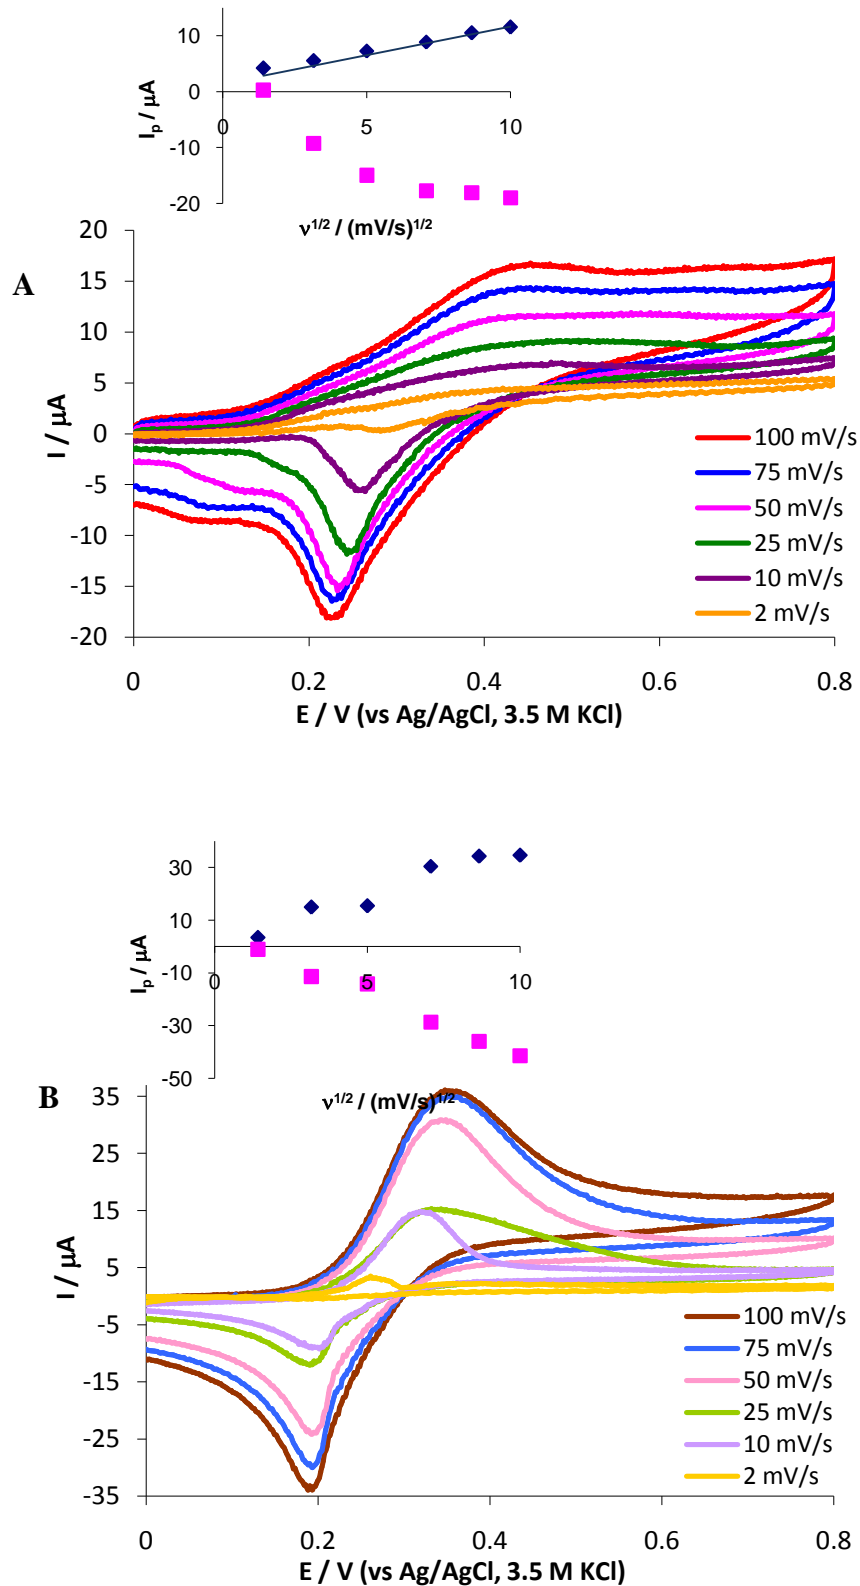 10
0
-10
-20
0
5
10
Ip / μA
ν1/2 / (mV/s)1/2
A
20
15
10
5
0
-5
-10
-15
-20
I / μA
100 mV/s
75 mV/s
50 mV/s
25 mV/s
10 mV/s
2 mV/s
0
0.2
0.4
0.6
0.8
E / V (vs Ag/AgCl, 3.5 M KCl)
30
10
-10
-30
-50
0
5
10
Ip / μA
ν1/2 / (mV/s)1/2
B
35
25
15
5
-5
-15
-25
-35
I / μA
100 mV/s
75 mV/s
50 mV/s
25 mV/s
10 mV/s
2 mV/s
0
0.2
0.4
0.6
0.8
E / V (vs Ag/AgCl, 3.5 M KCl)